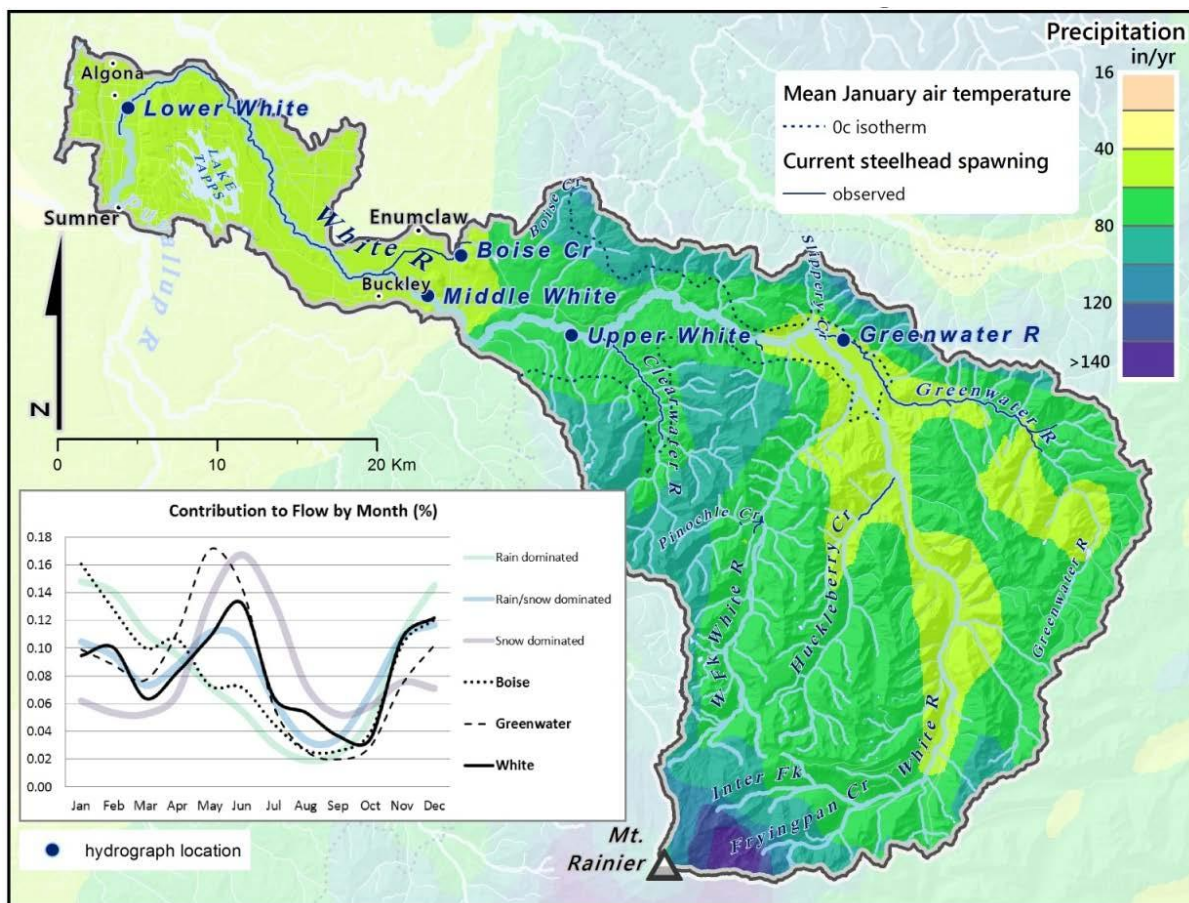 Precipitation
in/yr
16
40
80
120
>140
Mean January air temperature
0c isotherm
Current steelhead spawning
observed
Algona
Lower White
LAKE
TAPPS
Sumner
Puyallup R
White R
Enumclaw
Boise Cr
Boise Cr
Buckley
Middle White
Upper White
Slippery Cr
Greenwater R
Greenwater R
Clearwater R
Pinochle Cr
W Fk White R
Huckleberry Cr
Greenwater R
White R
Inter Fk
Fryingpan Cr
Mt.
Rainier
N
0 10 20 Km
Contribution to Flow by Month (%)
0.18
0.16
0.14
0.12
0.10
0.08
0.06
0.04
0.02
0.00
Jan Feb Mar Apr May Jun Jul Aug Sep Oct Nov Dec
Rain dominated
Rain/snow dominated
Snow dominated
Boise
Greenwater
White
hydrograph location